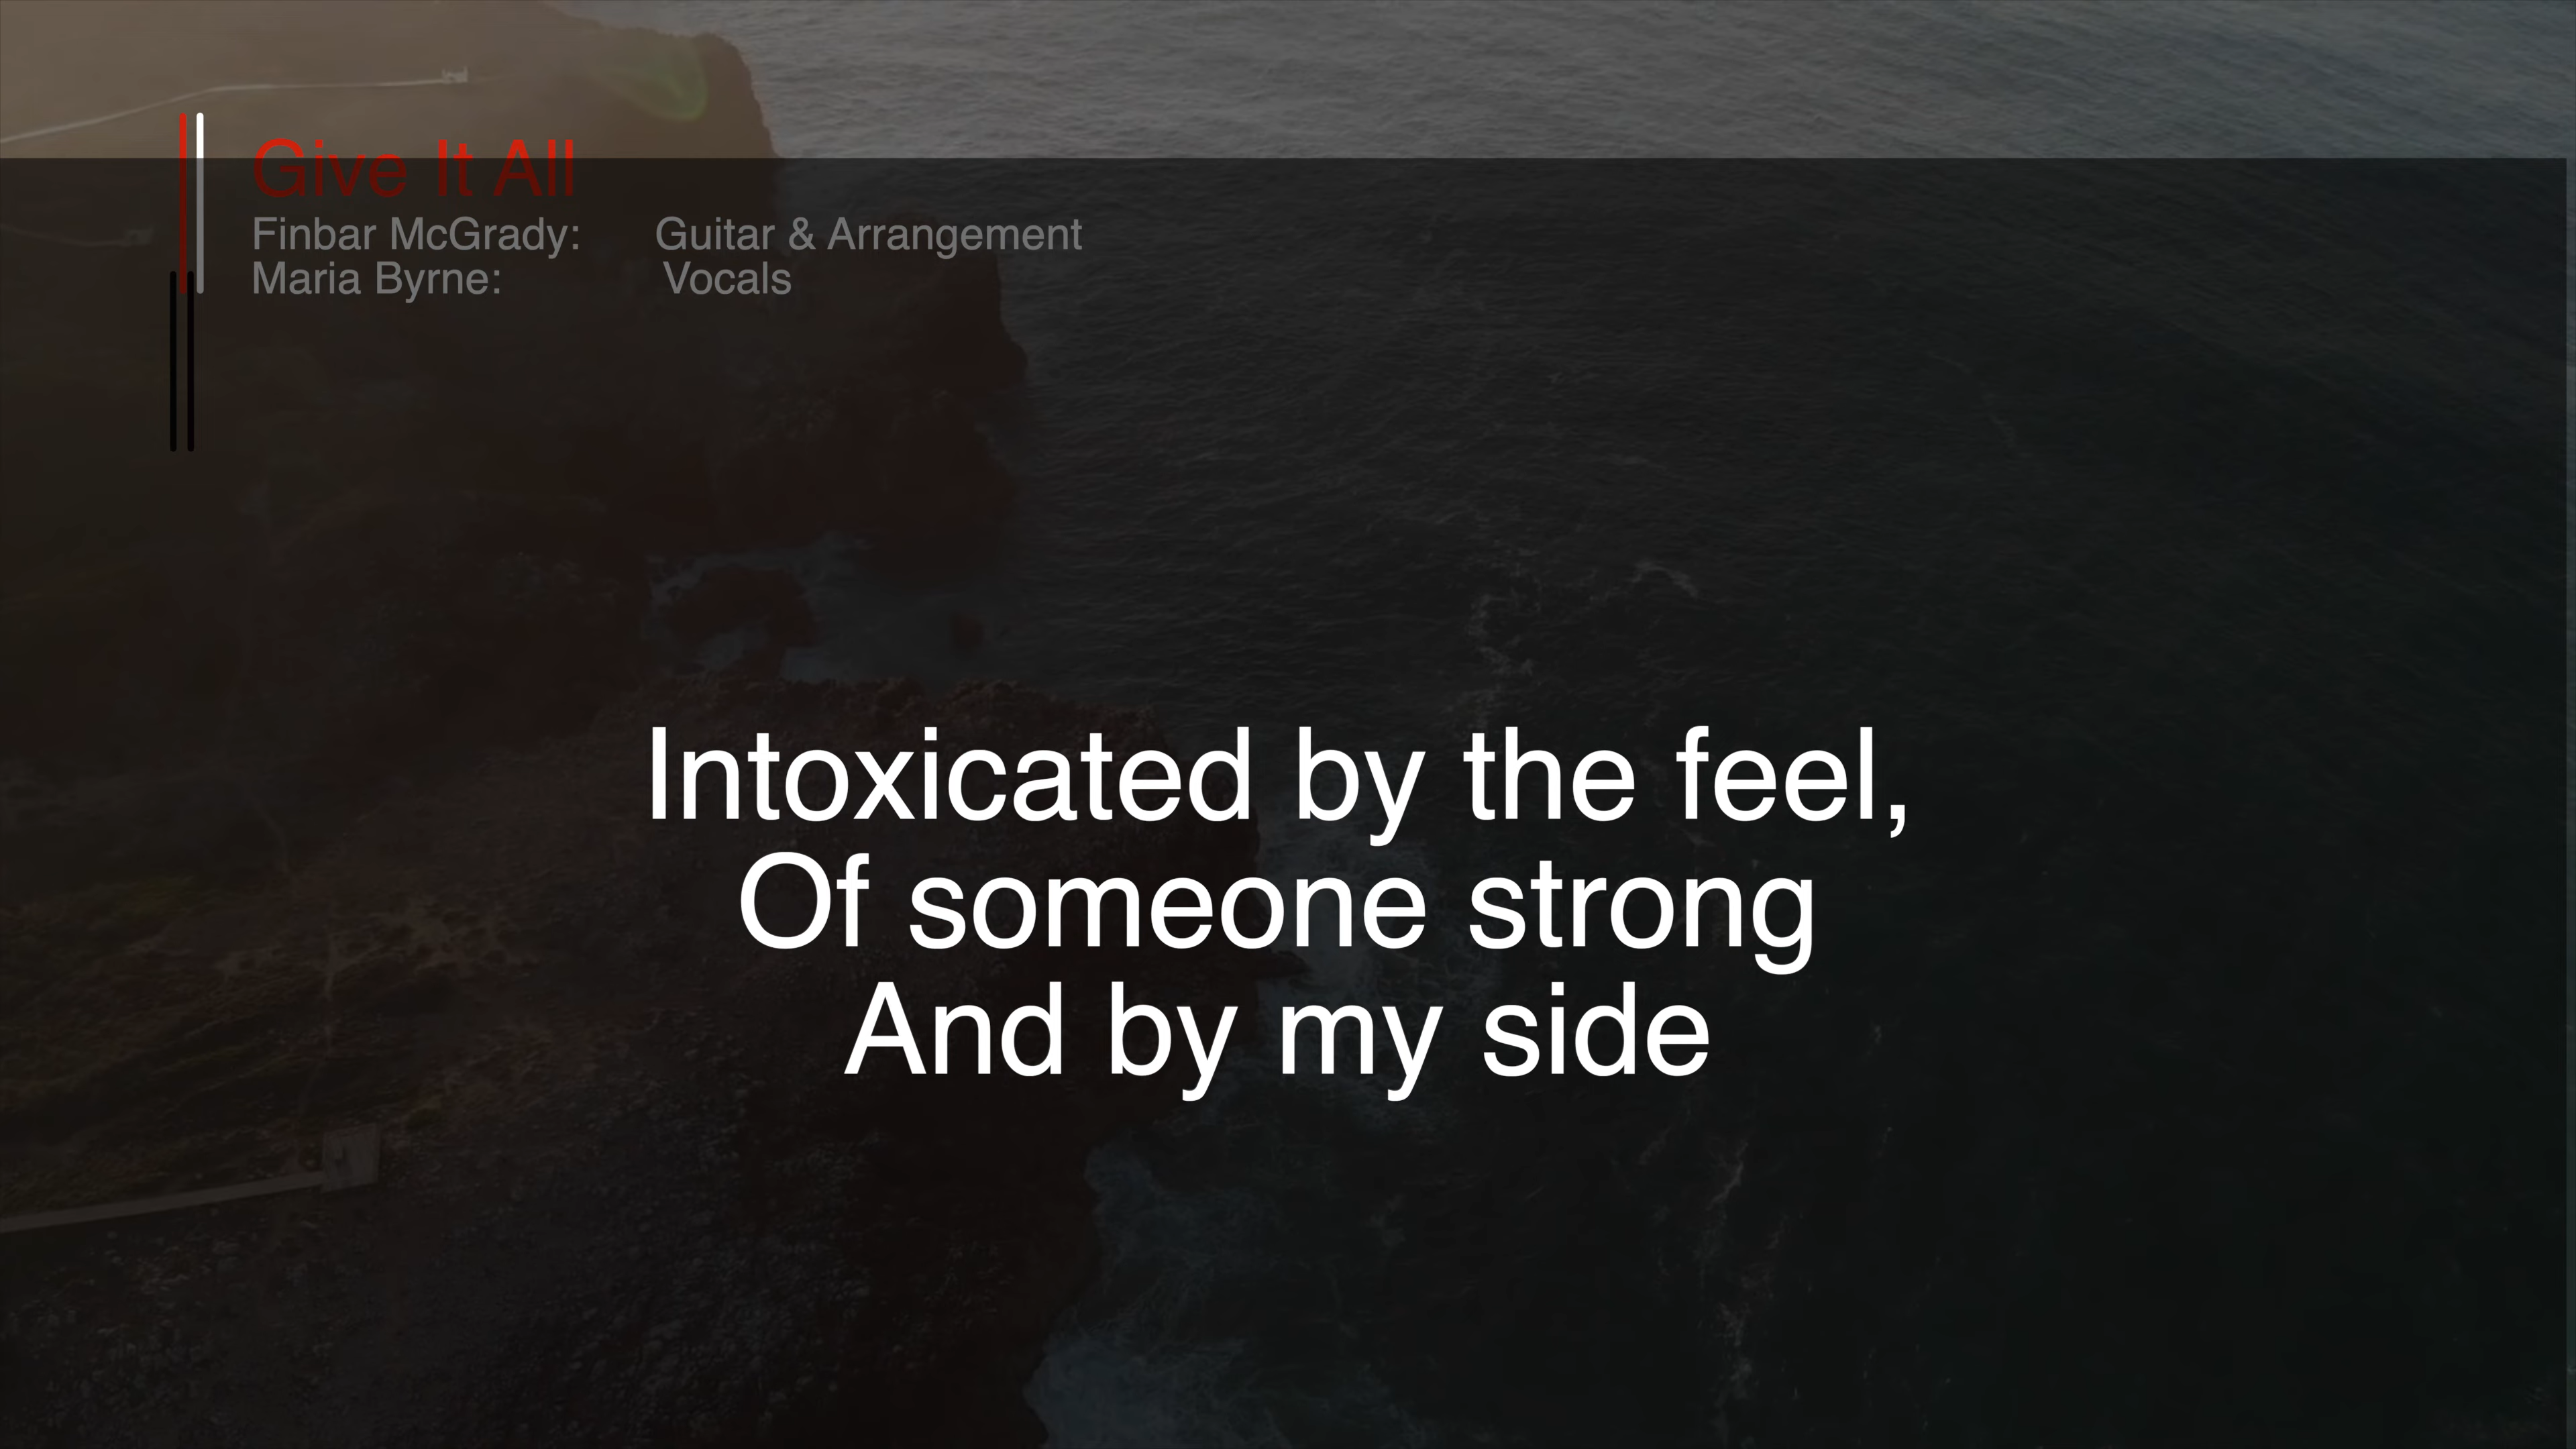 Give It All
Finbar McGrady: Guitar & Arrangement
Maria Byrne: Vocals
Intoxicated by the feel,
Of someone strong
And by my side